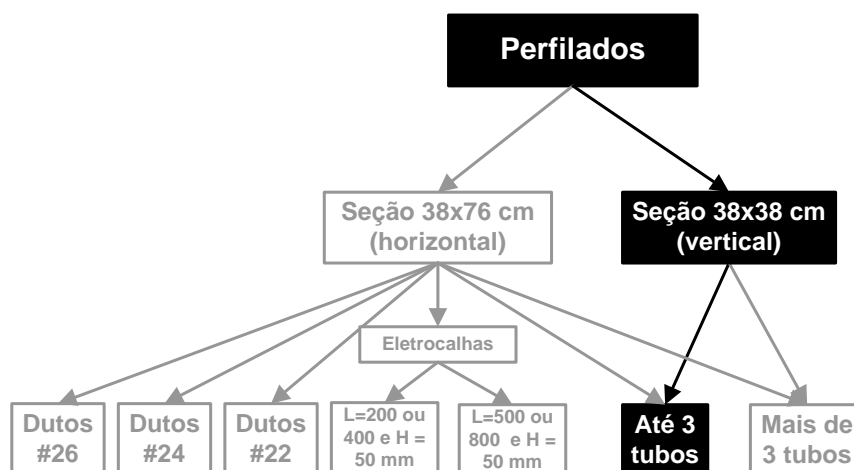 Perfilados
Seção 38x76 cm
(horizontal)
Seção 38x38 cm
(vertical)
Eletrocalhas
Dutos
#26
Dutos
#24
Dutos
#22
L=200 ou
400 e H =
50 mm
L=500 ou
800 e H =
50 mm
Até 3
tubos
Mais de
3 tubos